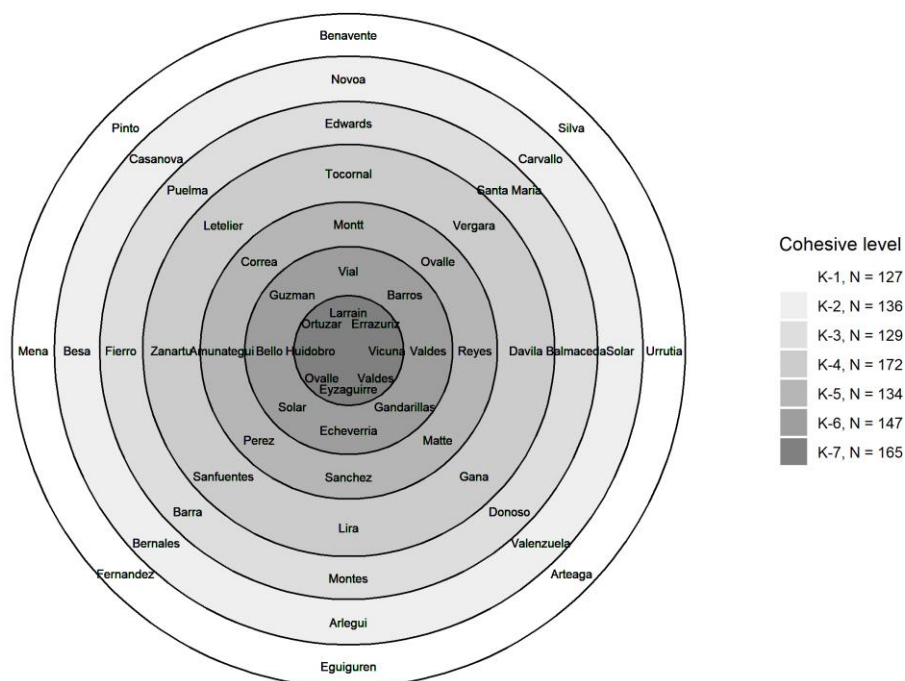 Benavente
Novoa
Pinto
Silva
Edwards
Casanova
Carvallo
Tocornal
Puelma
Santa Maria
Letelier
Montt
Vergara
Correa
Ovalle
Vial
Guzman
Barros
Larrain
Ortuzar
Errazuriz
Mena
Besa
Fierro
Zanartu
Amunategui
Bello
Huidobro
Vicuna
Valdes
Reyes
Davila
Balmaceda
Solar
Urrutia
Ovalle
Valdes
Eyzaguirre
Solar
Gandarillas
Echeverria
Perez
Matte
Sanfuentes
Sanchez
Gana
Barra
Lira
Donoso
Bernales
Valenzuela
Fernandez
Montes
Arteaga
Arlegui
Eguiguren
Cohesive level
K-1, N = 127
K-2, N = 136
K-3, N = 129
K-4, N = 172
K-5, N = 134
K-6, N = 147
K-7, N = 165